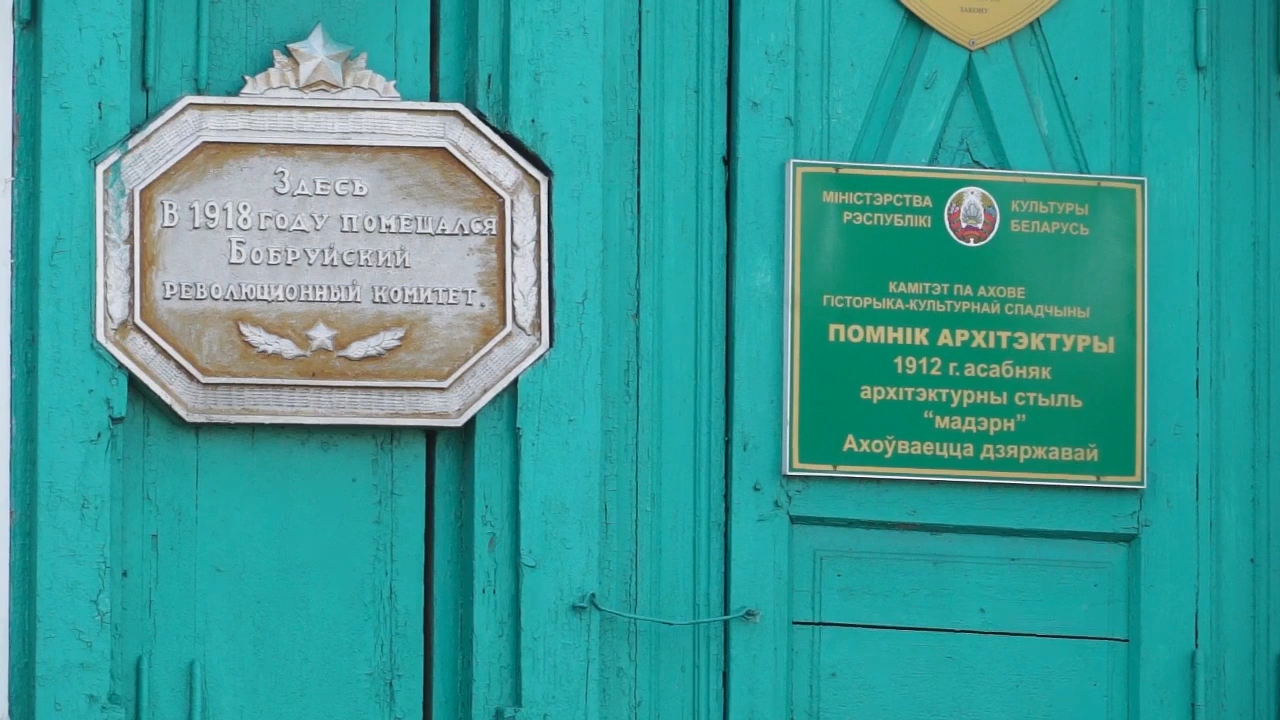 ЗАКОНУ
Здесь
в 1918 году помещался
Бобруйский
революционный комитет.
МІНІСТЭРСТВА КУЛЬТУРЫ
РЭСПУБЛІКІ БЕЛАРУСЬ
КАМІТЭТ ПА АХОВЕ
ГІСТОРЫКА-КУЛЬТУРНАЙ СПАДЧЫНЫ
ПОМНІК АРХІТЭКТУРЫ
1912 г. асабняк
архітэктурны стыль
“мадэрн”
Ахоўваецца дзяржавай